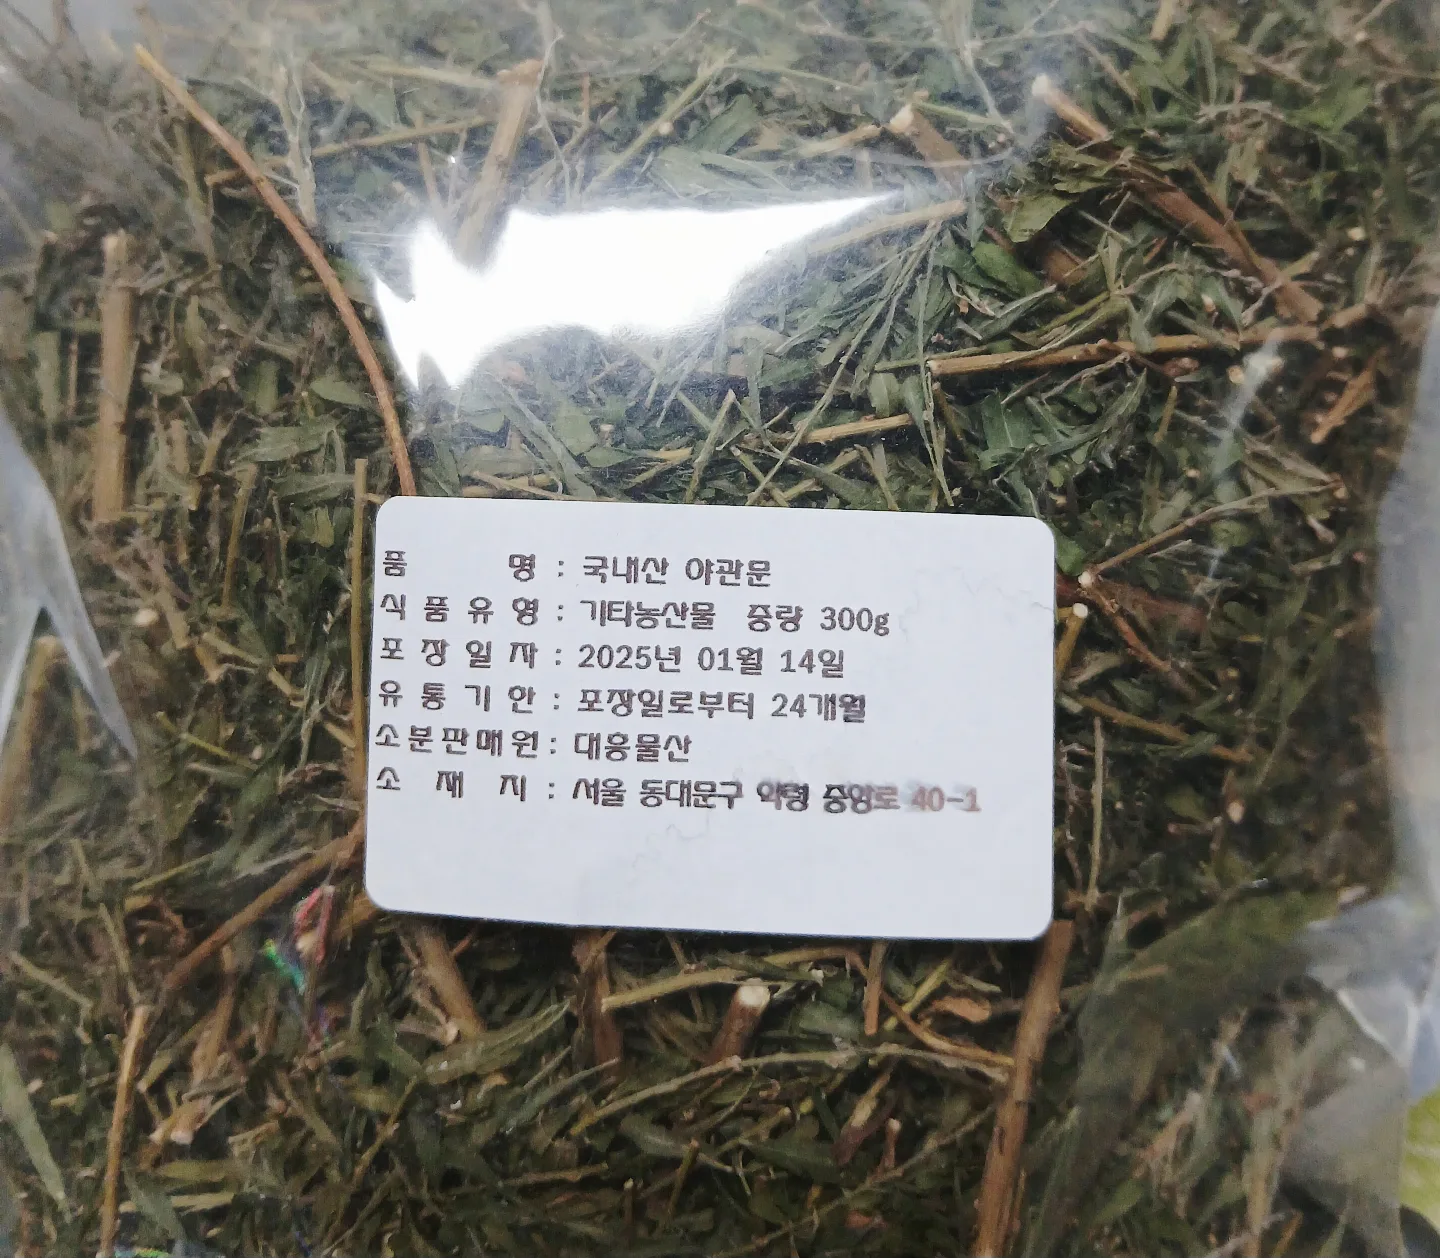 품 명 : 국내산 야관문
식 품 유 형 : 기타농산물 중량 300g
포 장 일 자 : 2025년 01월 14일
유 통 기 한 : 포장일로부터 24개월
소분판매원 : 대흥물산
소 재 지 : 서울 동대문구 약령 중앙로 40-1